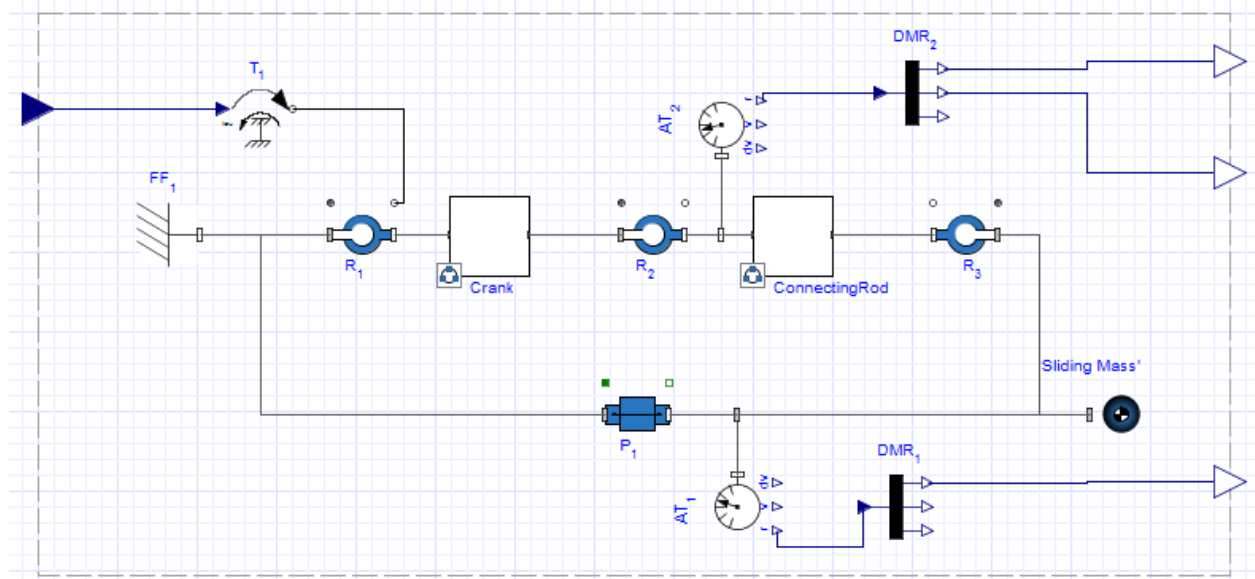 DMR₂
T₁
AT₂
FF₁
R₁
Crank
R₂
ConnectingRod
R₃
Sliding Mass'
P₁
DMR₁
AT₁